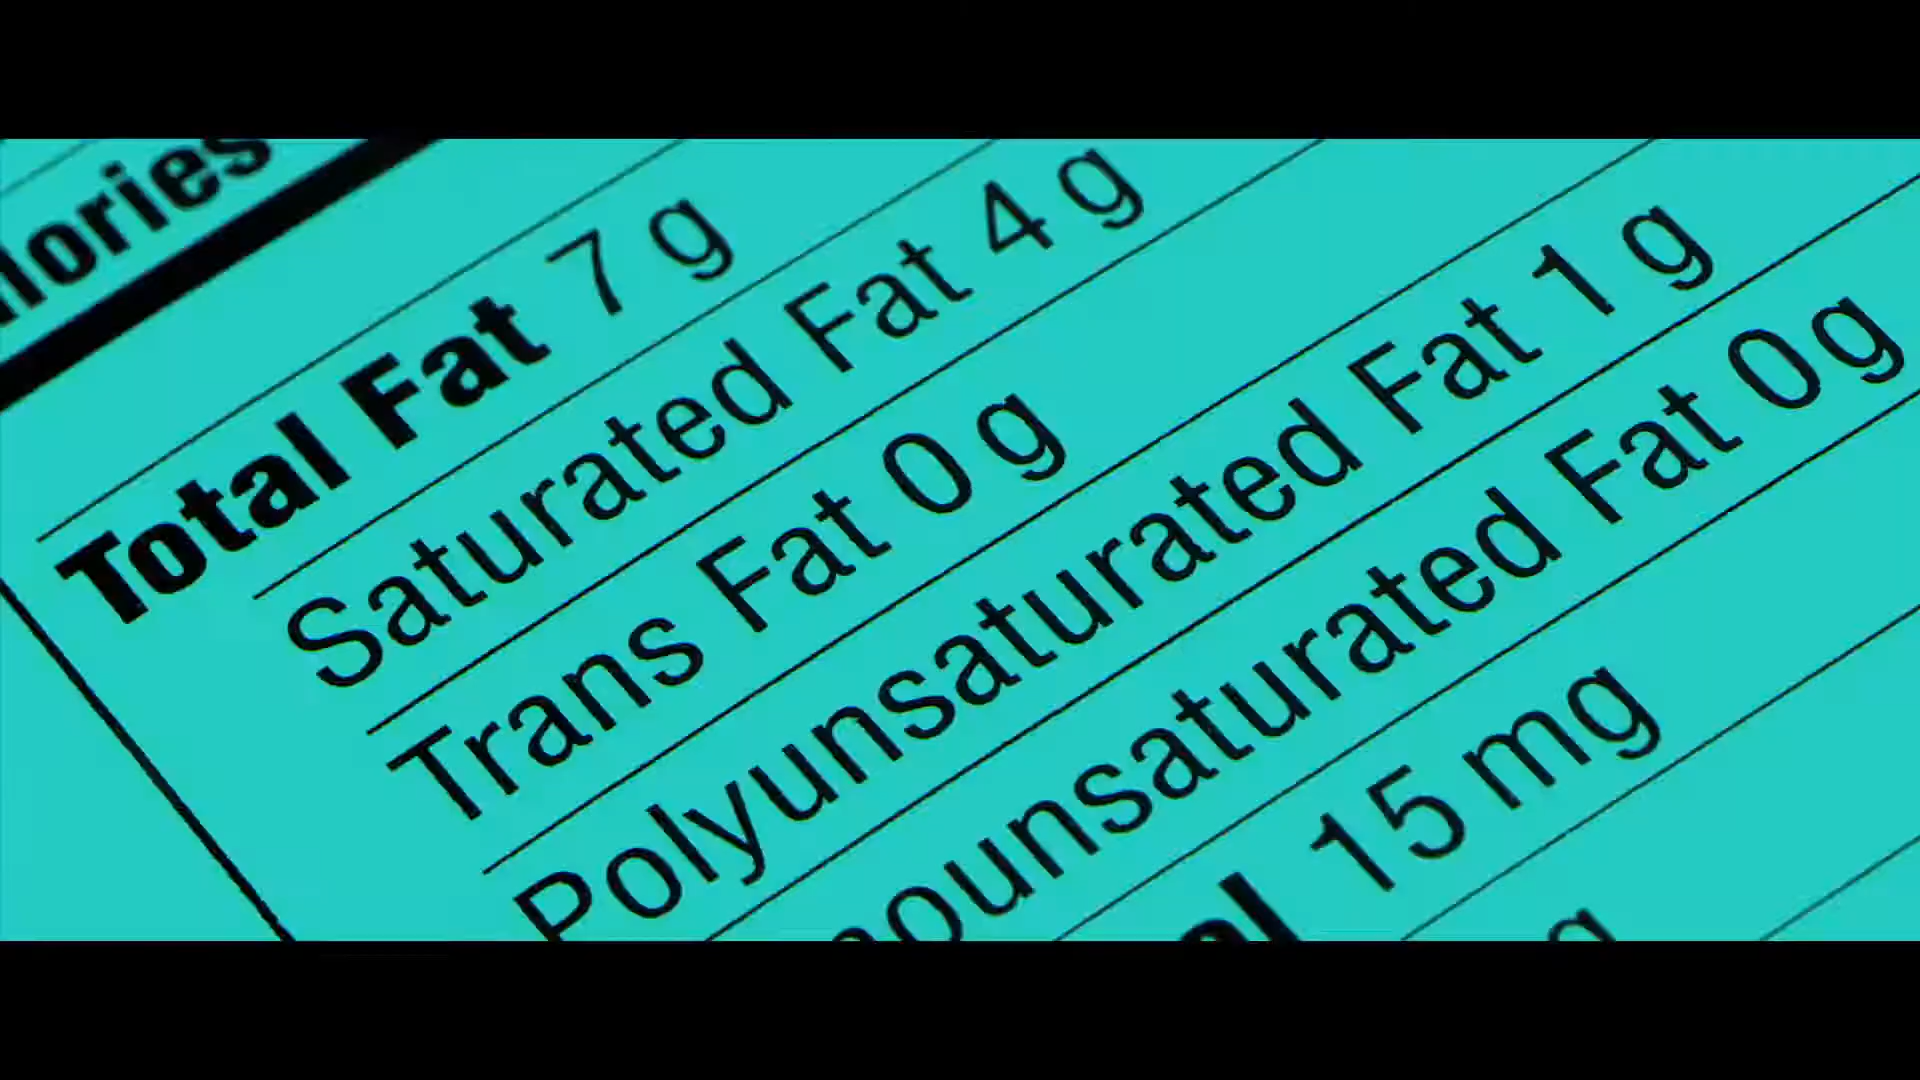 lories
Total Fat 7 g
Saturated Fat 4 g
Trans Fat 0 g
Polyunsaturated Fat 1 g
ounsaturated Fat 0g
15 mg
g